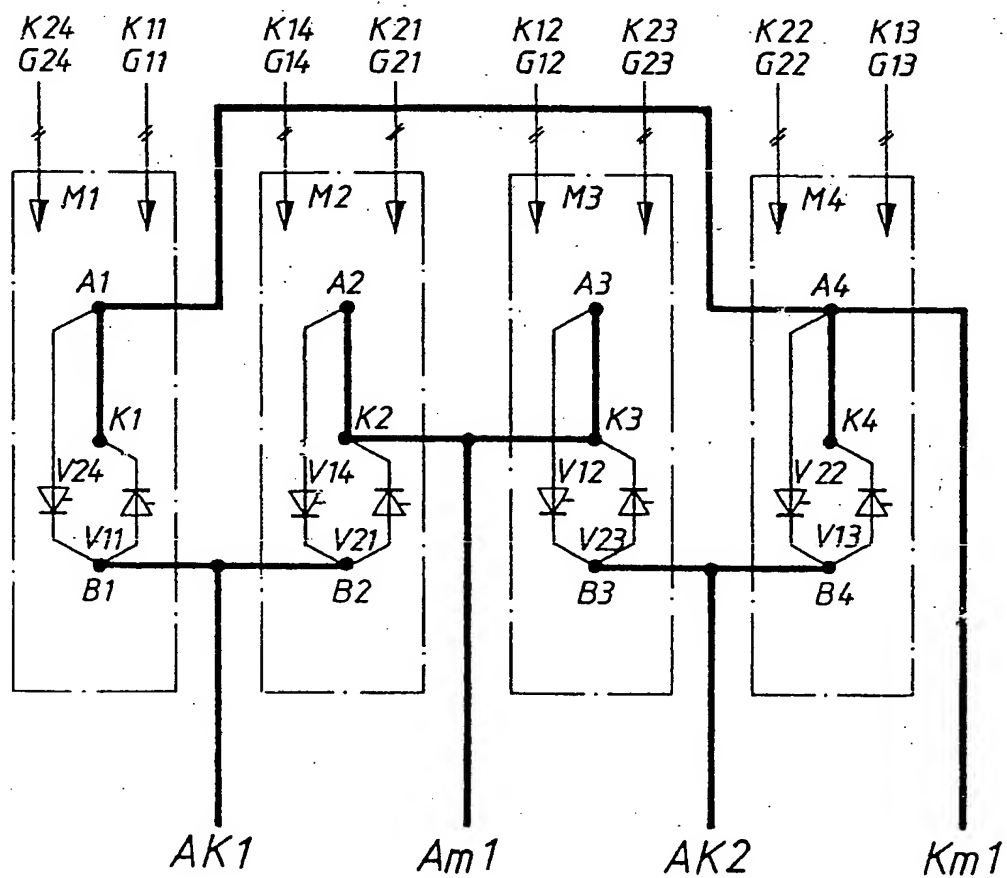 K24 K11 K14 K21 K12 K23 K22 K13
G24 G11 G14 G21 G12 G23 G22 G13
M1 M2 M3 M4
A1 A2 A3 A4
K1 K2 K3 K4
V24 V14 V12 V22
V11 V21 V23 V13
B1 B2 B3 B4
AK1 Am1 AK2 Km1